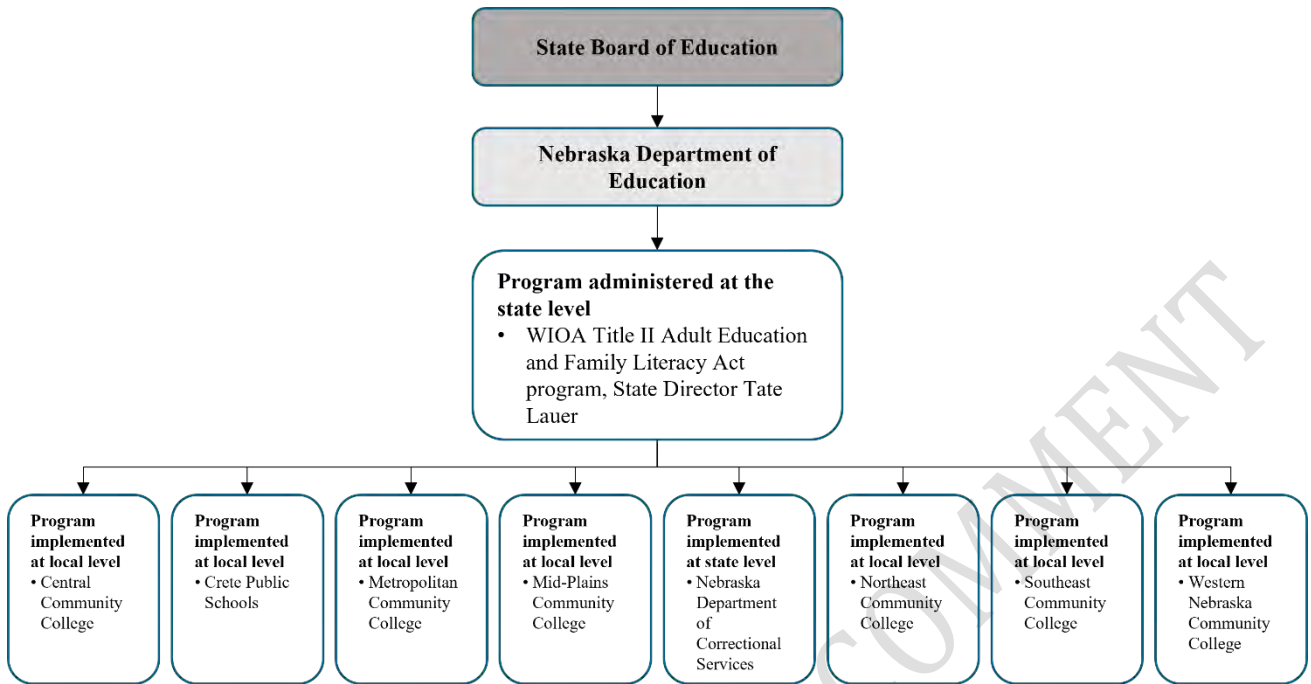 State Board of Education
Nebraska Department of
Education
Program administered at the
state level
• WIOA Title II Adult Education
and Family Literacy Act
program, State Director Tate
Lauer
Program
implemented
at local level
• Central
Community
College
Program
implemented
at local level
• Crete Public
Schools
Program
implemented
at local level
• Metropolitan
Community
College
Program
implemented
at local level
• Mid-Plains
Community
College
Program
implemented
at state level
• Nebraska
Department
of
Correctional
Services
Program
implemented
at local level
• Northeast
Community
College
Program
implemented
at local level
• Southeast
Community
College
Program
implemented
at local level
• Western
Nebraska
Community
College
COMMENT